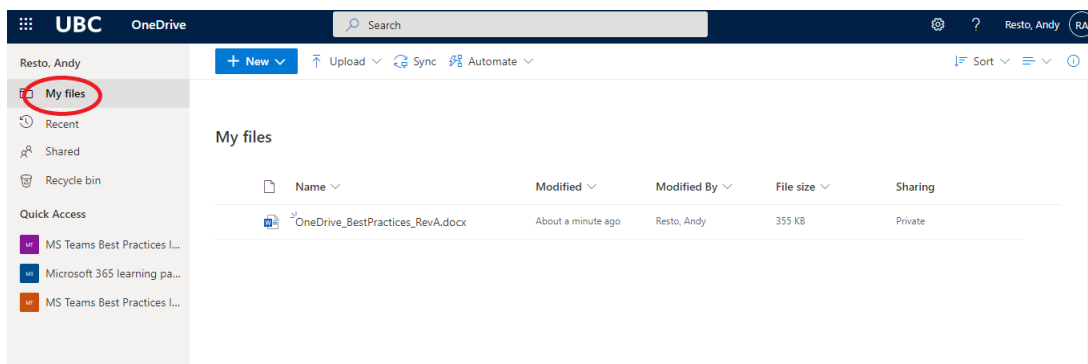 UBC OneDrive Search ? Resto, Andy RA
Resto, Andy
+ New Upload Sync Automate Sort
My files
Recent
Shared
Recycle bin
Quick Access
MT MS Teams Best Practices I...
M3 Microsoft 365 learning pa...
MT MS Teams Best Practices I...
My files
Name Modified Modified By File size Sharing
OneDrive_BestPractices_RevA.docx About a minute ago Resto, Andy 355 KB Private